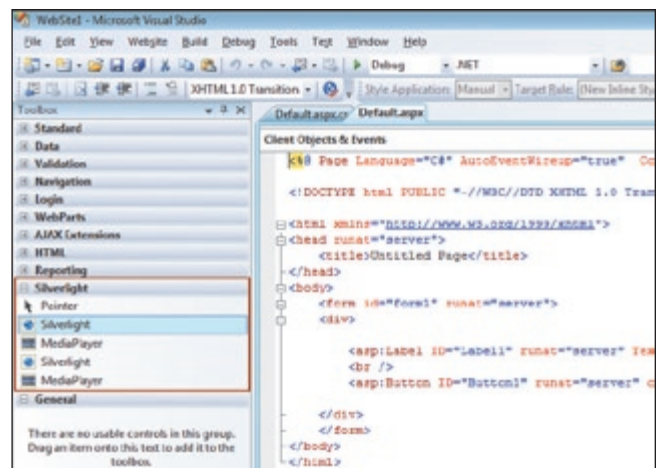 WebSite1 - Microsoft Visual Studio
File Edit View Website Build Debug Tools Test Window Help
Debug .NET
XHTML 1.0 Transition Style Application: Manual Target Rule: (New Inline Sty
Toolbox
Standard
Data
Validation
Navigation
Login
WebParts
AJAX Extensions
HTML
Reporting
Silverlight
Pointer
Silverlight
MediaPlayer
Silverlight
MediaPlayer
General
There are no usable controls in this group.
Drag an item onto this text to add it to the
toolbox.
Default.aspx.cs Default.aspx
Client Objects & Events
<%@ Page Language="C#" AutoEventWireup="true" Co
<!DOCTYPE html PUBLIC "-//W3C//DTD XHTML 1.0 Tran
<html xmlns="http://www.w3.org/1999/xhtml">
<head runat="server">
<title>Untitled Page</title>
</head>
<body>
<form id="form1" runat="server">
<div>
<asp:Label ID="Label1" runat="server" Tex
<br />
<asp:Button ID="Button1" runat="server"
</div>
</form>
</body>
</html>